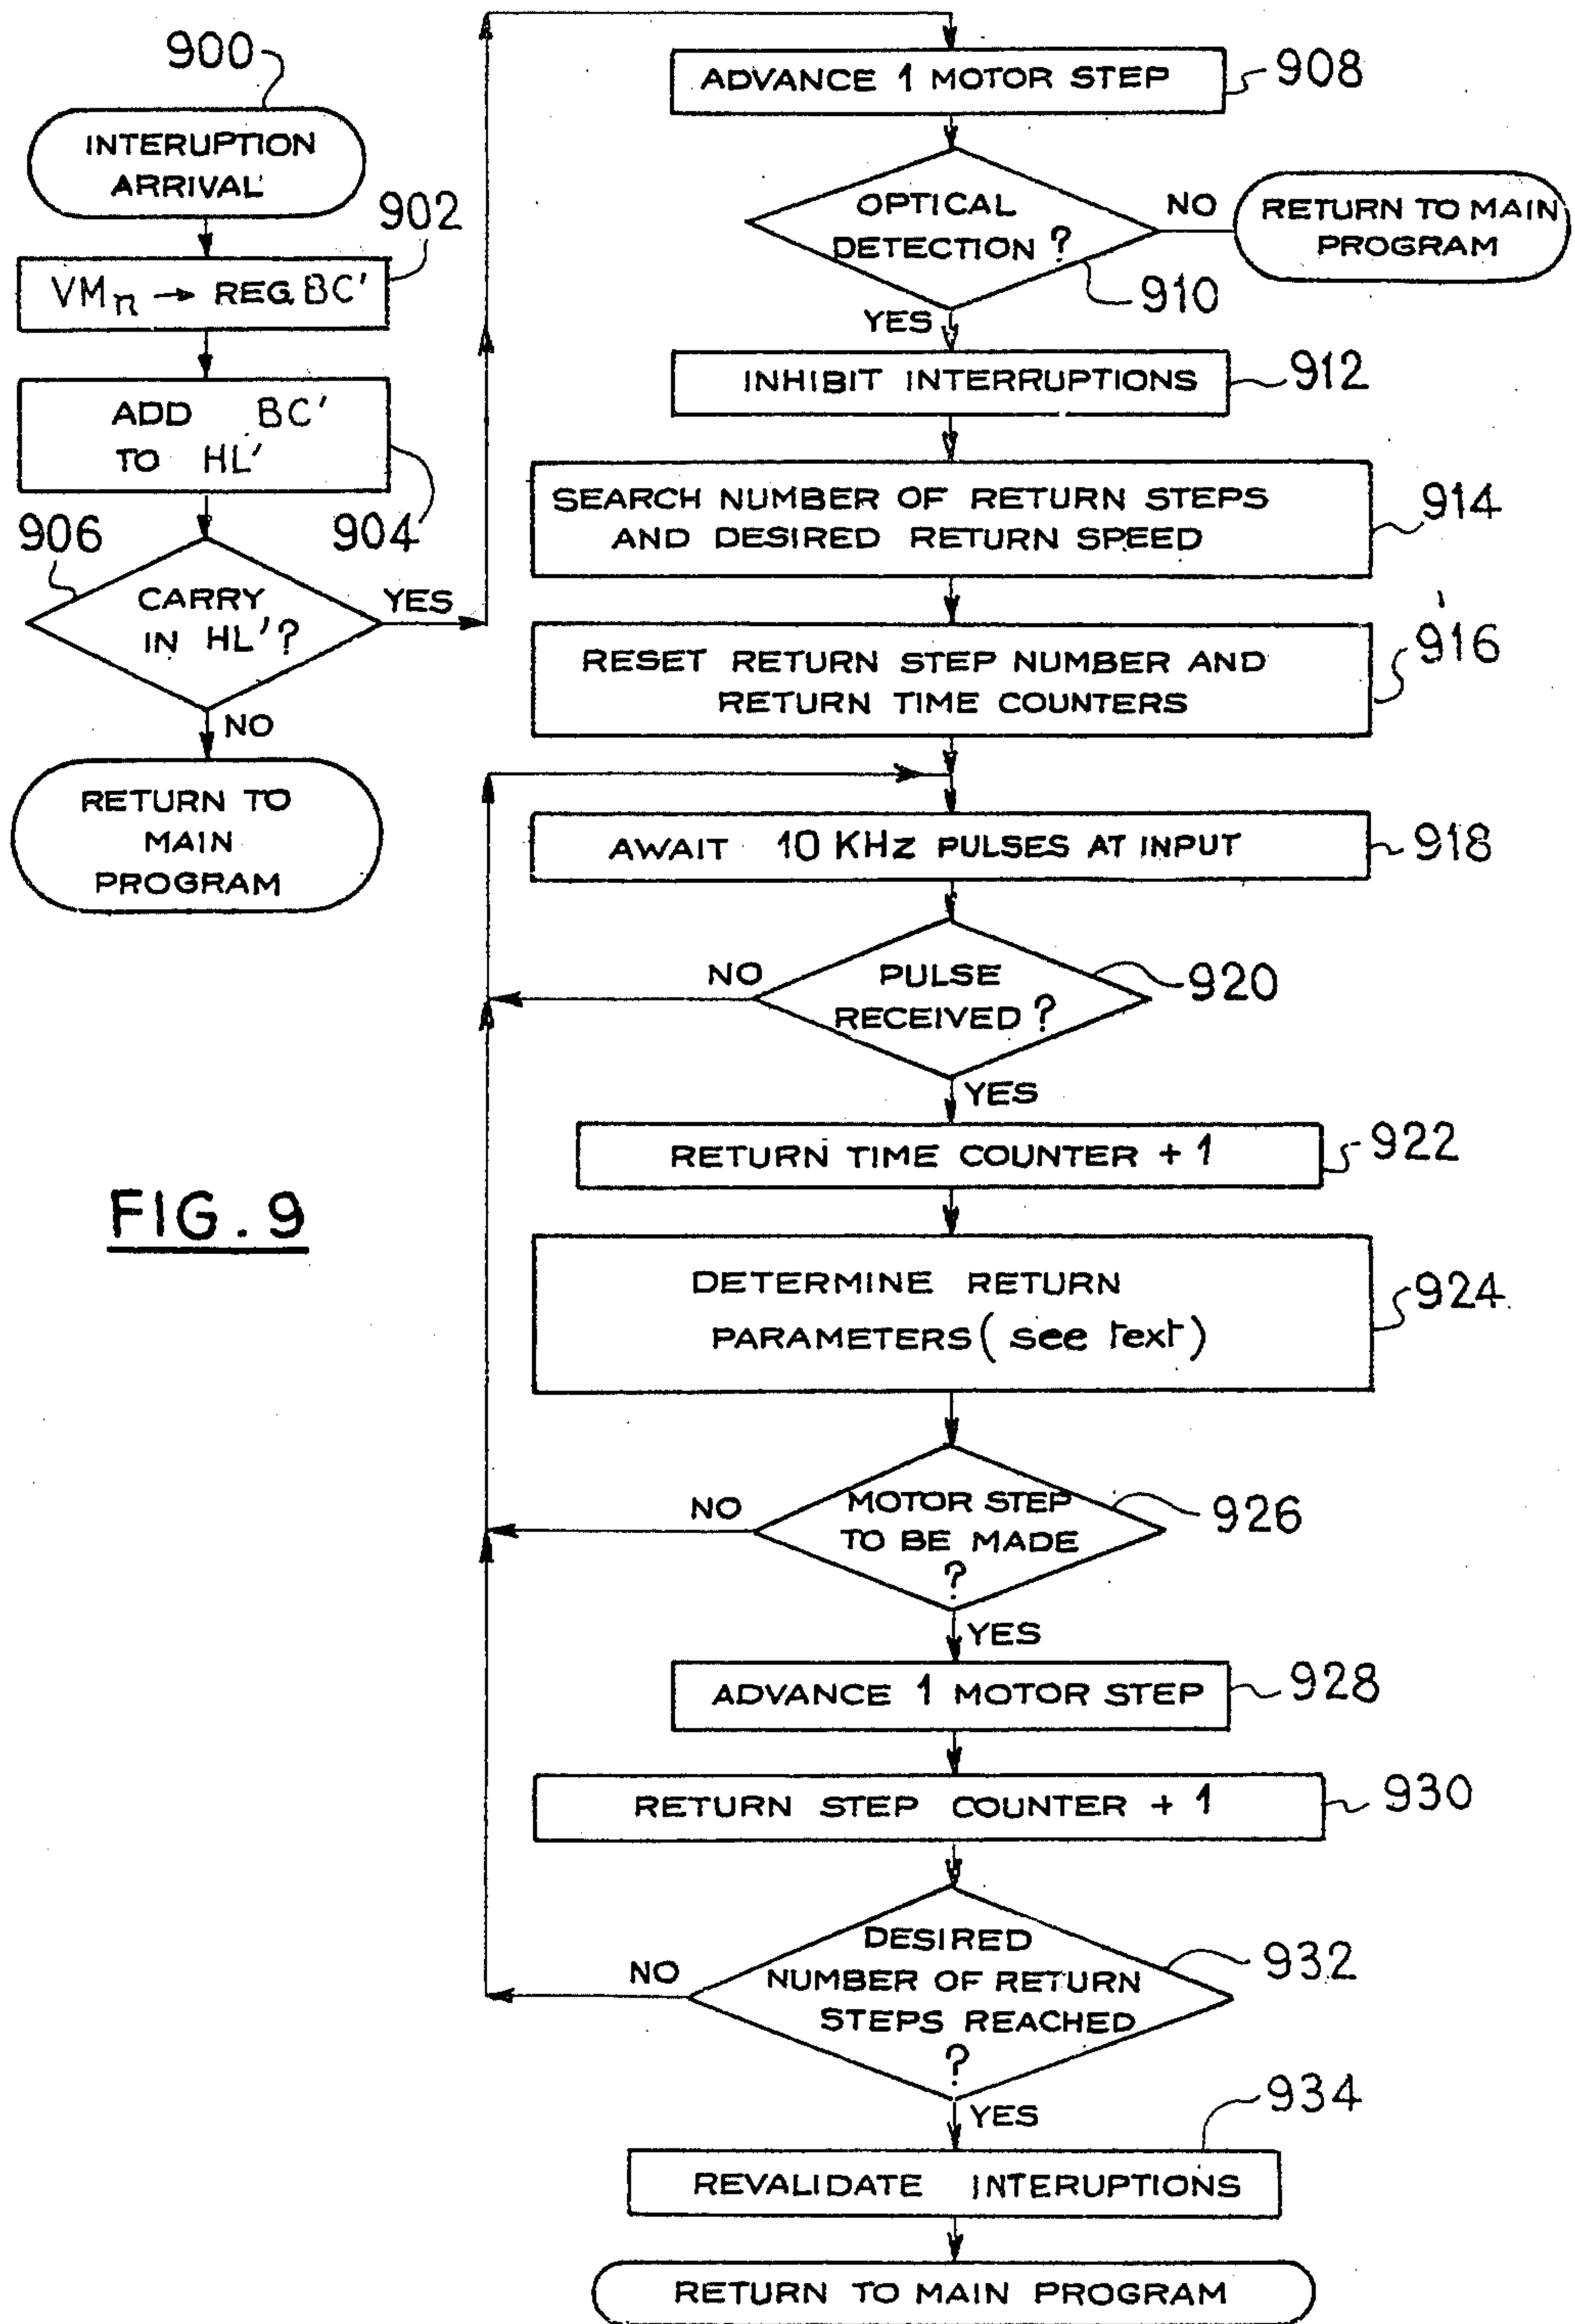 900
INTERUPTION
ARRIVAL
902
VMn → REG. BC'
ADD BC'
TO HL'
904
906
CARRY
IN HL'?
YES
NO
RETURN TO
MAIN
PROGRAM
ADVANCE 1 MOTOR STEP
908
OPTICAL
DETECTION ?
910
NO
RETURN TO MAIN
PROGRAM
YES
INHIBIT INTERRUPTIONS
912
SEARCH NUMBER OF RETURN STEPS
AND DESIRED RETURN SPEED
914
RESET RETURN STEP NUMBER AND
RETURN TIME COUNTERS
916
AWAIT 10 KHz PULSES AT INPUT
918
PULSE
RECEIVED ?
920
NO
YES
RETURN TIME COUNTER + 1
922
DETERMINE RETURN
PARAMETERS ( see text )
924
MOTOR STEP
TO BE MADE
?
926
NO
YES
ADVANCE 1 MOTOR STEP
928
RETURN STEP COUNTER + 1
930
DESIRED
NUMBER OF RETURN
STEPS REACHED
?
932
NO
YES
934
REVALIDATE INTERUPTIONS
RETURN TO MAIN PROGRAM
FIG. 9